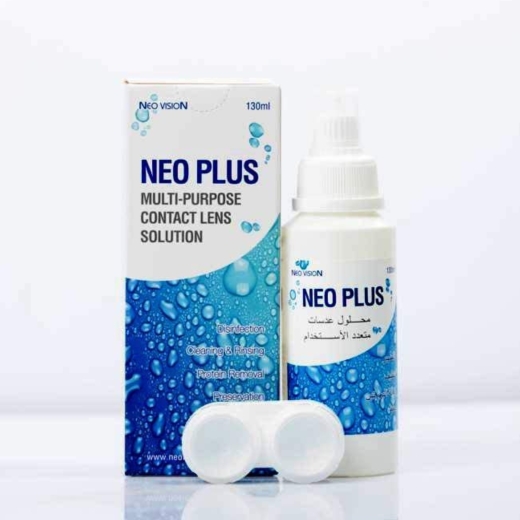 NEO VISION
130ml
NEO PLUS
MULTI-PURPOSE
CONTACT LENS
SOLUTION
Disinfection
Cleaning & Rinsing
Protein Removal
Preservation
NEO VISION
NEO PLUS
محلول عدسات
متعدد الأستخدام